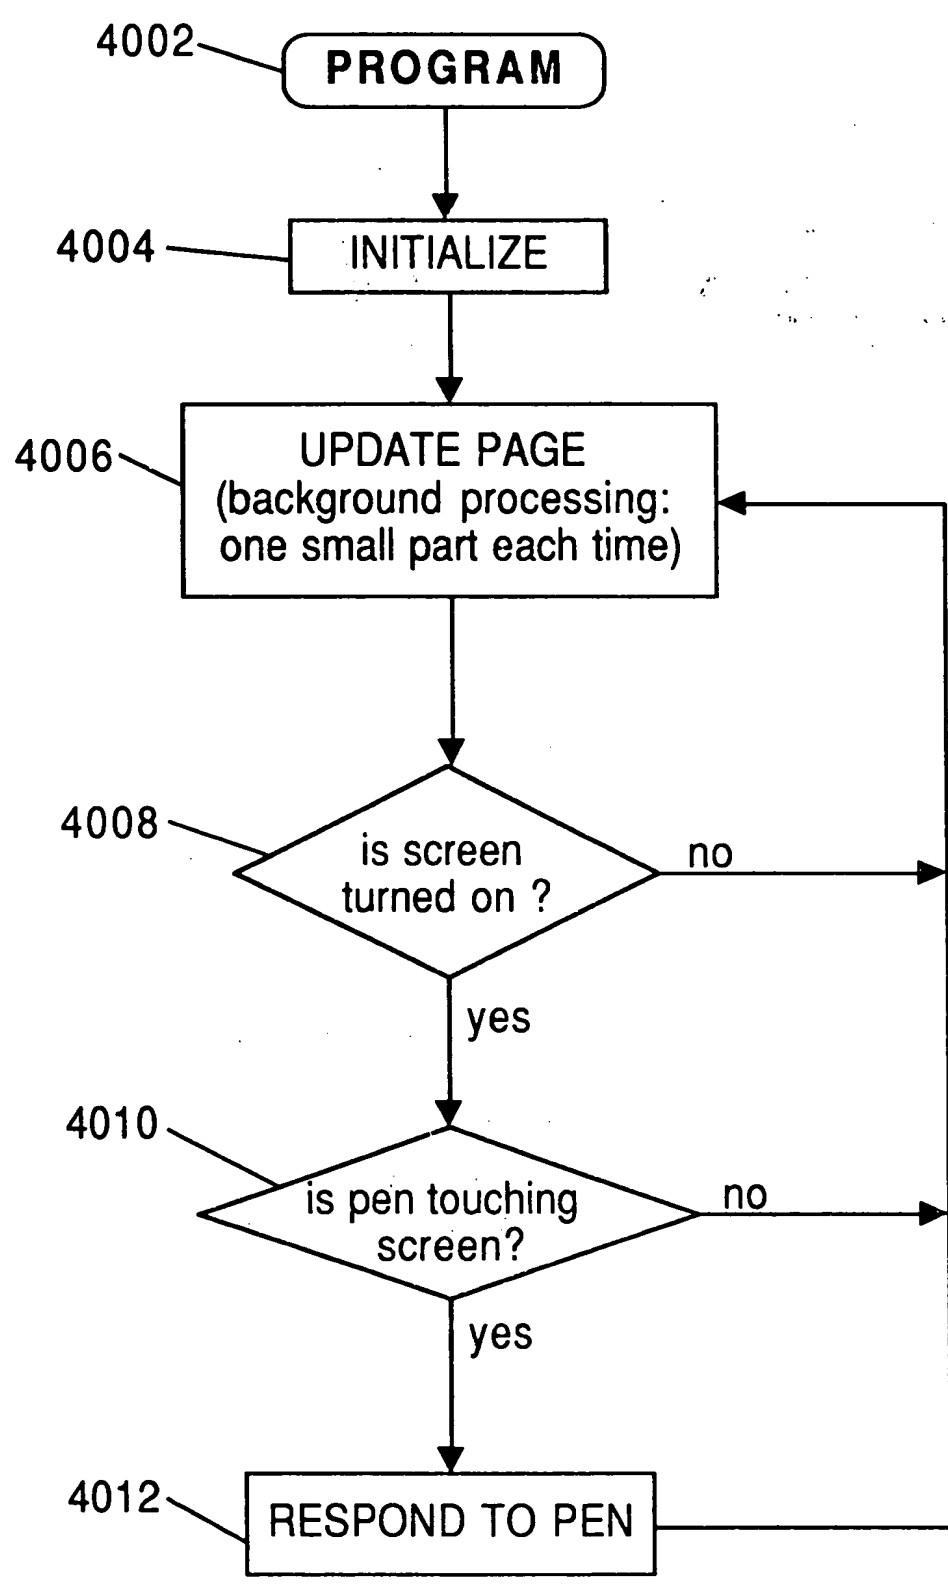 4002
PROGRAM
4004
INITIALIZE
4006
UPDATE PAGE
(background processing:
one small part each time)
4008
is screen
turned on ?
no
yes
4010
is pen touching
screen?
no
yes
4012
RESPOND TO PEN